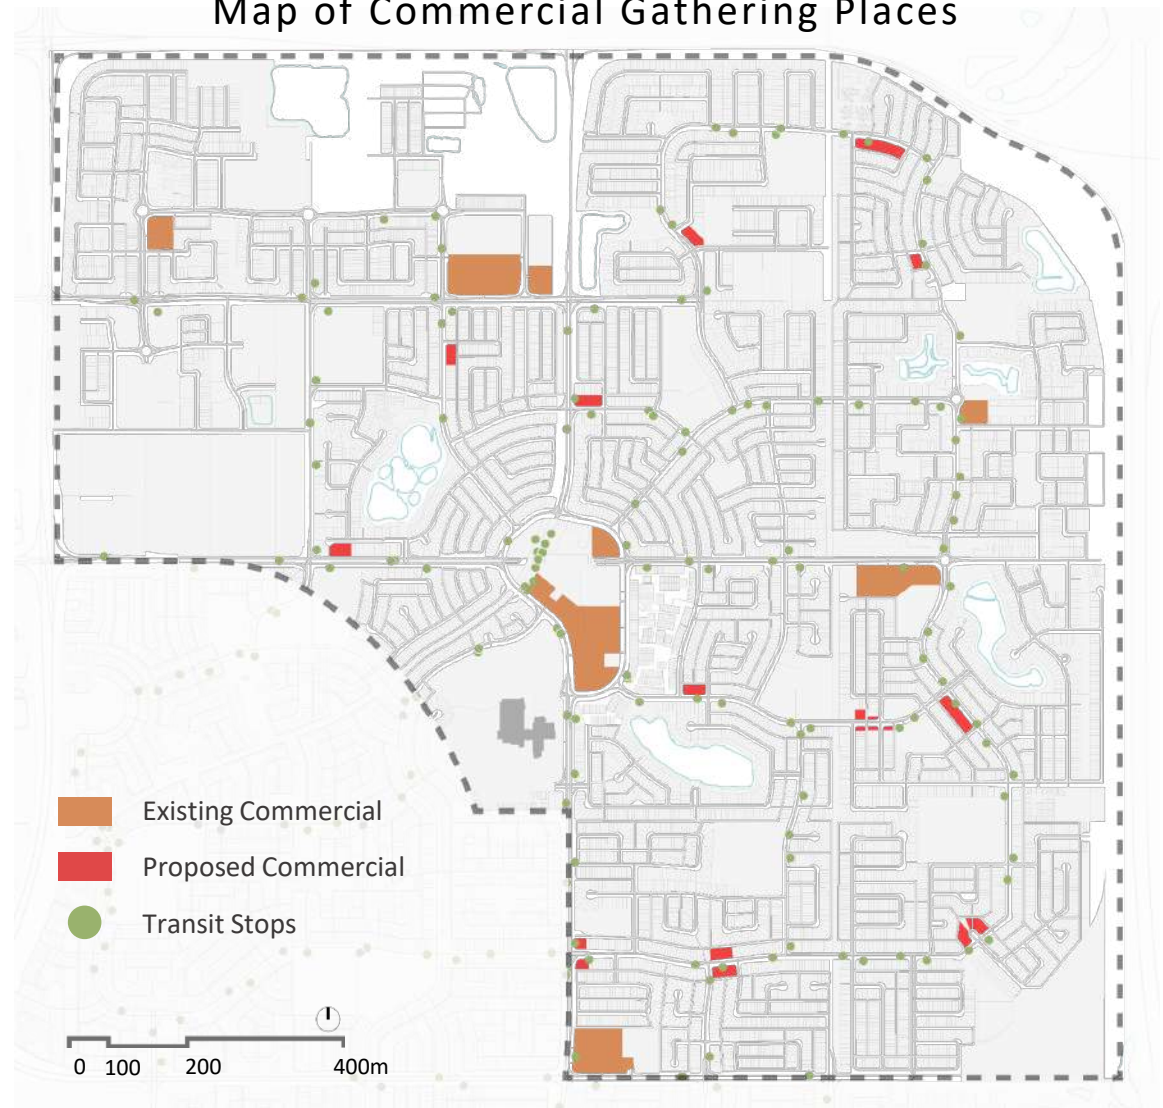 Map of Commercial Gathering Places
Existing Commercial
Proposed Commercial
Transit Stops
0 100 200 400m